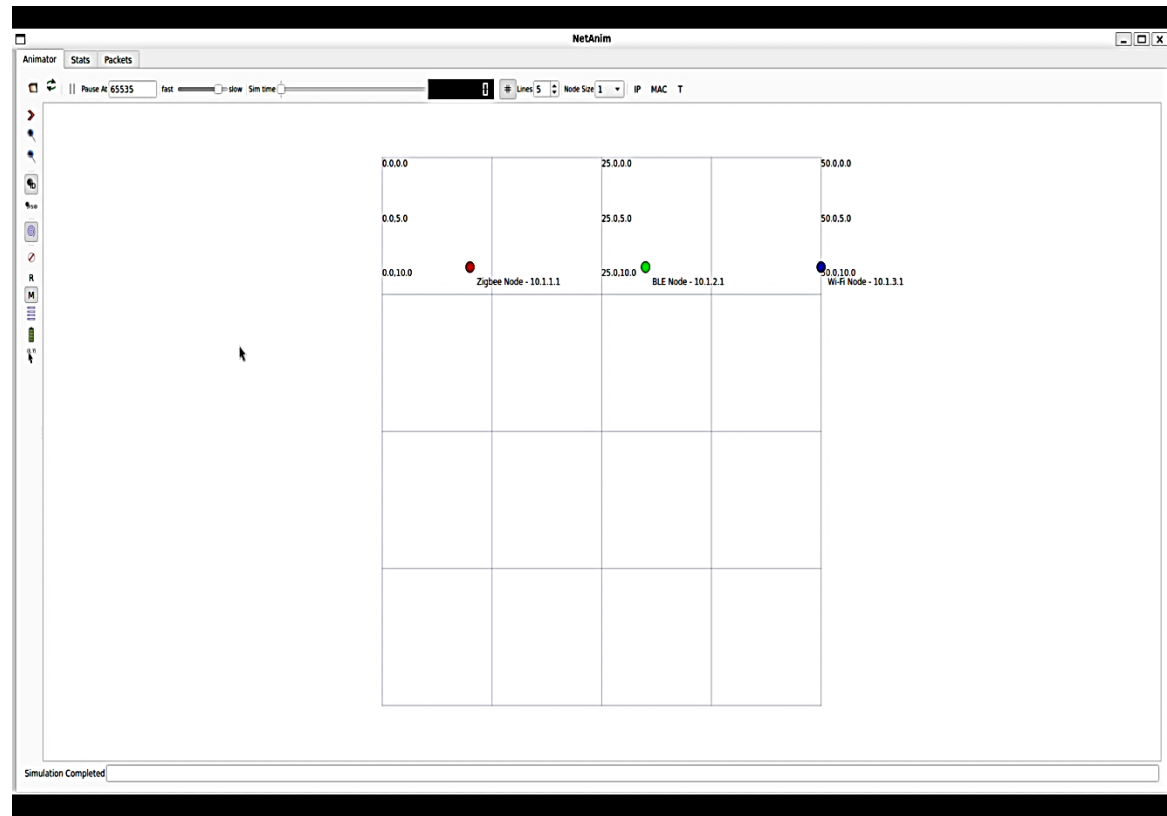 NetAnim
Animator Stats Packets
Pause At 65535 fast slow Sim time 0 # Lines 5 Node Size 1 IP MAC T
0.0,0.0 25.0,0.0 50.0,0.0
0.0,5.0 25.0,5.0 50.0,5.0
0.0,10.0 25.0,10.0 50.0,10.0
Zigbee Node - 10.1.1.1 BLE Node - 10.1.2.1 Wi-Fi Node - 10.1.3.1
R
M
Simulation Completed